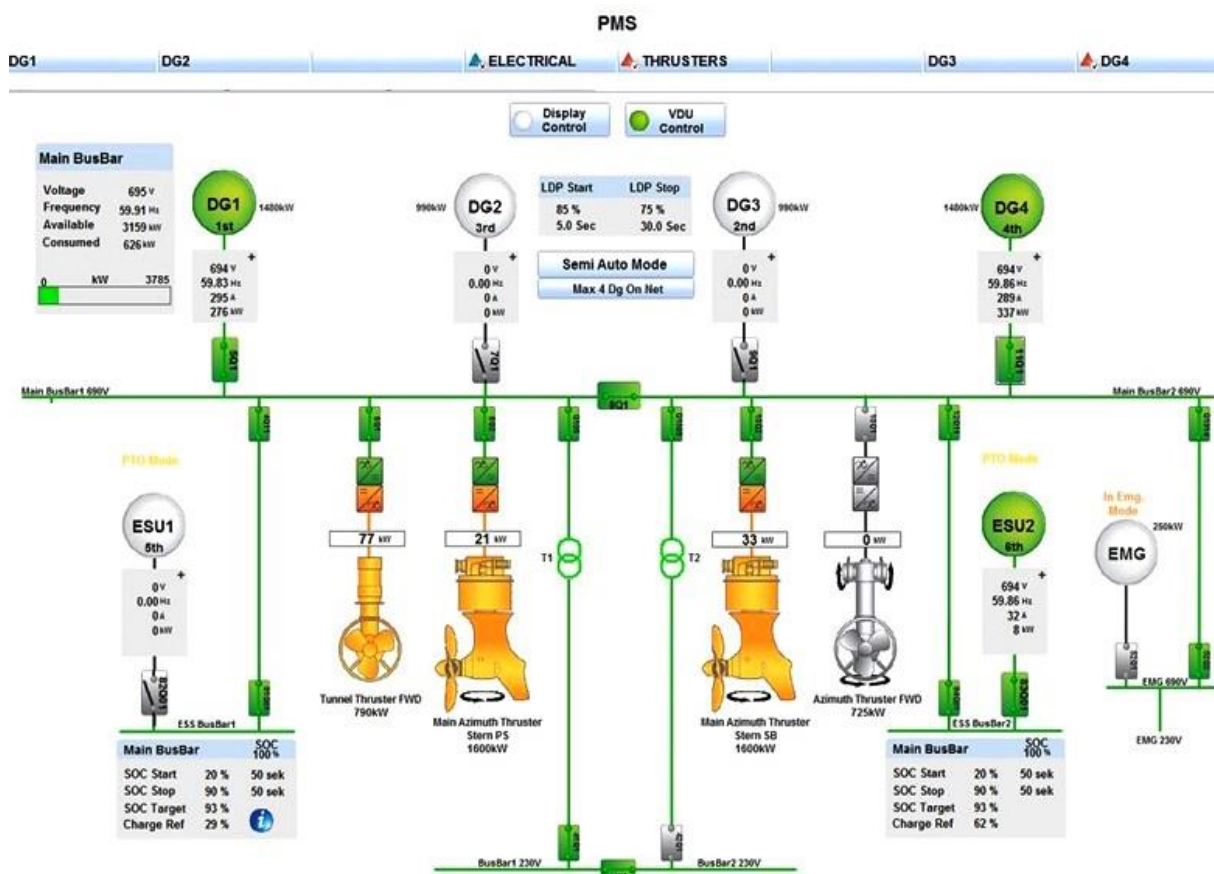 PMS
DG1 DG2 ELECTRICAL THRUSTERS DG3 DG4
Display Control
VDU Control
Main BusBar
Voltage 695 V
Frequency 59.91 Hz
Available 3159 kW
Consumed 626 kW
0 kW 3785
DG1
1st
1480kW
694 V
59.83 Hz
295 A
276 kW
5Q1
990kW
DG2
3rd
0 V
0.00 Hz
0 A
0 kW
7Q1
LDP Start LDP Stop
85 % 75 %
5.0 Sec 30.0 Sec
Semi Auto Mode
Max 4 Dg On Net
DG3
2nd
990kW
0 V
0.00 Hz
0 A
0 kW
9Q1
1480kW
DG4
4th
694 V
59.86 Hz
289 A
337 kW
11Q1
Main BusBar1 690V
8Q1
Main BusBar2 690V
PTO Mode
ESU1
5th
0 V
0.00 Hz
0 A
0 kW
ESS BusBar1
77 kW
Tunnel Thruster FWD
790kW
21 kW
Main Azimuth Thruster
Stern PS
1600kW
T1
T2
33 kW
Main Azimuth Thruster
Stern SB
1600kW
0 kW
Azimuth Thruster FWD
725kW
PTO Mode
ESU2
6th
694 V
59.86 Hz
32 A
8 kW
ESS BusBar2
In Emg.
Mode
250kW
EMG
EMG 690V
EMG 230V
Main BusBar SOC
100 %
SOC Start 20 % 50 sek
SOC Stop 90 % 50 sek
SOC Target 93 %
Charge Ref 29 %
i
Main BusBar SOC
100 %
SOC Start 20 % 50 sek
SOC Stop 90 % 50 sek
SOC Target 93 %
Charge Ref 62 %
BusBar1 230V
BusBar2 230V